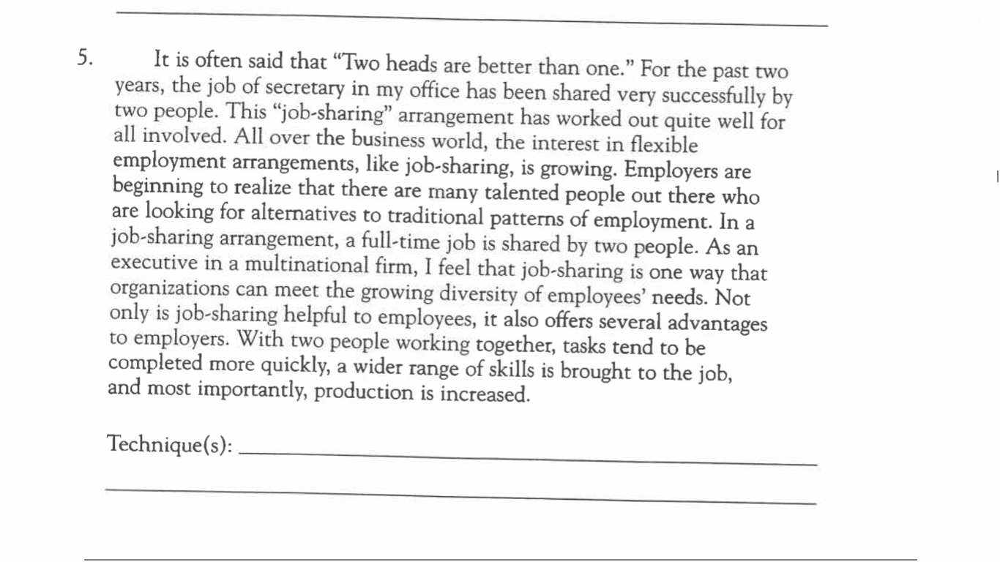 5. It is often said that “Two heads are better than one.” For the past two
years, the job of secretary in my office has been shared very successfully by
two people. This “job-sharing” arrangement has worked out quite well for
all involved. All over the business world, the interest in flexible
employment arrangements, like job-sharing, is growing. Employers are
beginning to realize that there are many talented people out there who
are looking for alternatives to traditional patterns of employment. In a
job-sharing arrangement, a full-time job is shared by two people. As an
executive in a multinational firm, I feel that job-sharing is one way that
organizations can meet the growing diversity of employees’ needs. Not
only is job-sharing helpful to employees, it also offers several advantages
to employers. With two people working together, tasks tend to be
completed more quickly, a wider range of skills is brought to the job,
and most importantly, production is increased.
Technique(s):